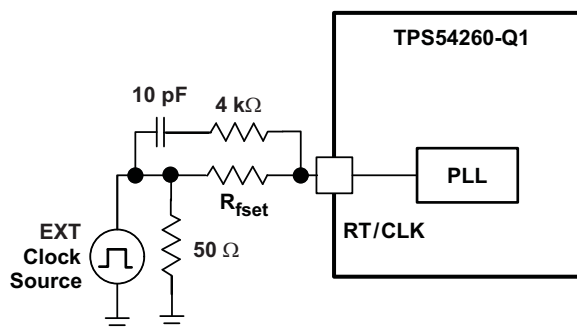 TPS54260-Q1
10 pF
4 kΩ
PLL
Rfset
RT/CLK
EXT
Clock
Source
50 Ω